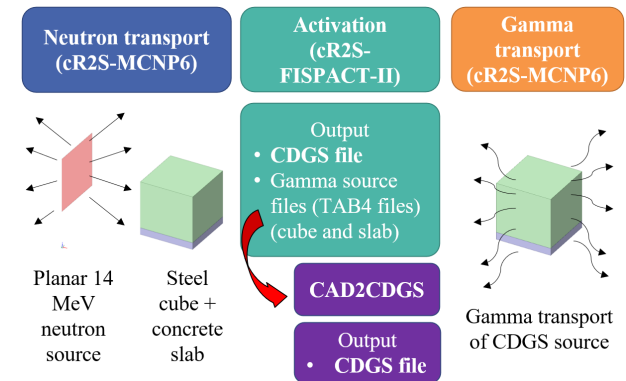 Neutron transport
(cR2S-MCNP6)
Activation
(cR2S-
FISPACT-II)
Gamma
transport
(cR2S-MCNP6)
Output
• CDGS file
• Gamma source
files (TAB4 files)
(cube and slab)
Planar 14
MeV
neutron
source
Steel
cube +
concrete
slab
CAD2CDGS
Output
• CDGS file
Gamma transport
of CDGS source